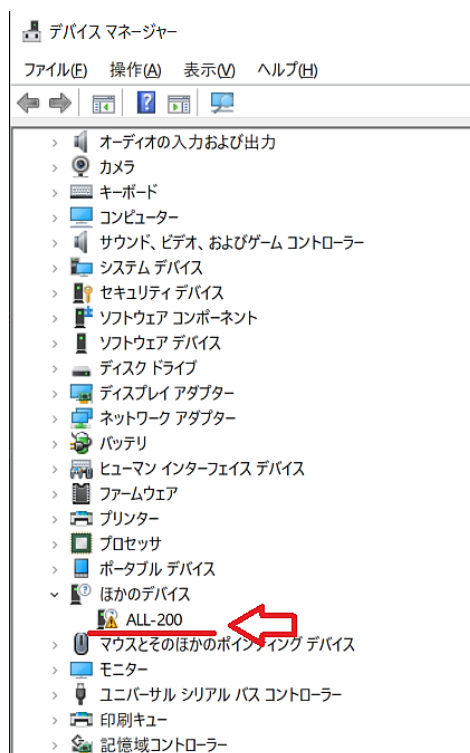 デバイス マネージャー
ファイル(F) 操作(A) 表示(V) ヘルプ(H)
オーディオの入力および出力
カメラ
キーボード
コンピューター
サウンド、ビデオ、およびゲーム コントローラー
システム デバイス
セキュリティ デバイス
ソフトウェア コンポーネント
ソフトウェア デバイス
ディスク ドライブ
ディスプレイ アダプター
ネットワーク アダプター
バッテリ
ヒューマン インターフェイス デバイス
ファームウェア
プリンター
プロセッサ
ポータブル デバイス
ほかのデバイス
ALL-200
マウスとそのほかのポインティング デバイス
モニター
ユニバーサル シリアル バス コントローラー
印刷キュー
記憶域コントローラー